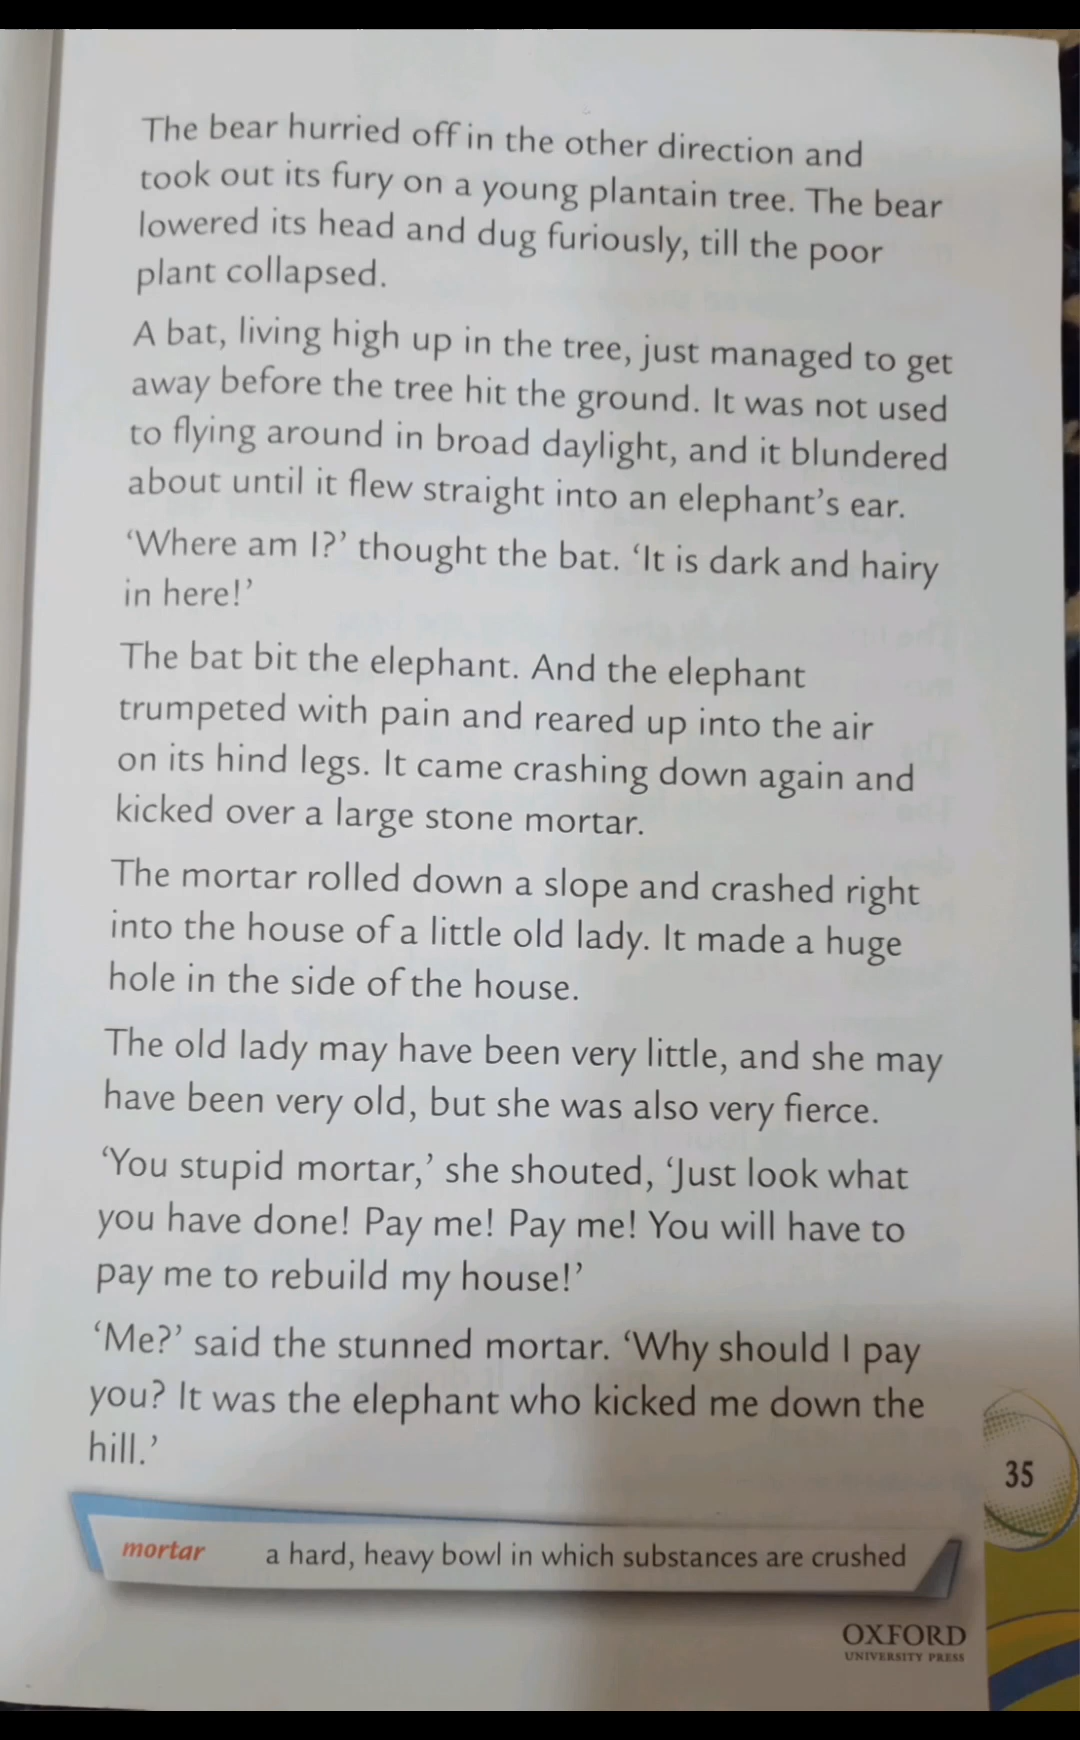 The bear hurried off in the other direction and
took out its fury on a young plantain tree. The bear
lowered its head and dug furiously, till the poor
plant collapsed.
A bat, living high up in the tree, just managed to get
away before the tree hit the ground. It was not used
to flying around in broad daylight, and it blundered
about until it flew straight into an elephant’s ear.
‘Where am I?’ thought the bat. ‘It is dark and hairy
in here!’
The bat bit the elephant. And the elephant
trumpeted with pain and reared up into the air
on its hind legs. It came crashing down again and
kicked over a large stone mortar.
The mortar rolled down a slope and crashed right
into the house of a little old lady. It made a huge
hole in the side of the house.
The old lady may have been very little, and she may
have been very old, but she was also very fierce.
‘You stupid mortar,’ she shouted, ‘Just look what
you have done! Pay me! Pay me! You will have to
pay me to rebuild my house!’
‘Me?’ said the stunned mortar. ‘Why should I pay
you? It was the elephant who kicked me down the
hill.’
35
mortar a hard, heavy bowl in which substances are crushed
OXFORD
UNIVERSITY PRESS